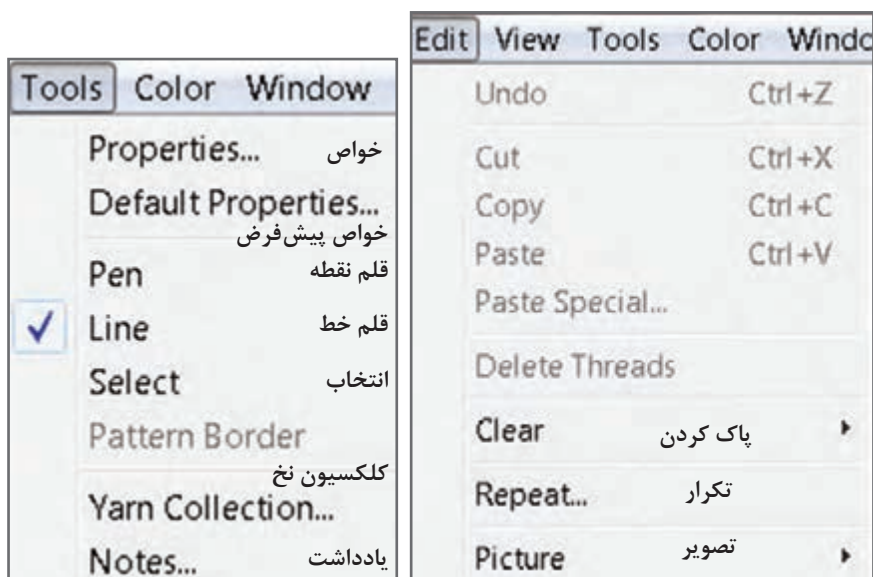 Tools Color Window
Properties... خواص
Default Properties...
خواص پیش‌فرض
Pen قلم نقطه
Line قلم خط
Select انتخاب
Pattern Border
کلکسیون نخ
Yarn Collection...
Notes... یادداشت
Edit View Tools Color Windo
Undo Ctrl+Z
Cut Ctrl+X
Copy Ctrl+C
Paste Ctrl+V
Paste Special...
Delete Threads
Clear پاک کردن
Repeat... تکرار
Picture تصویر